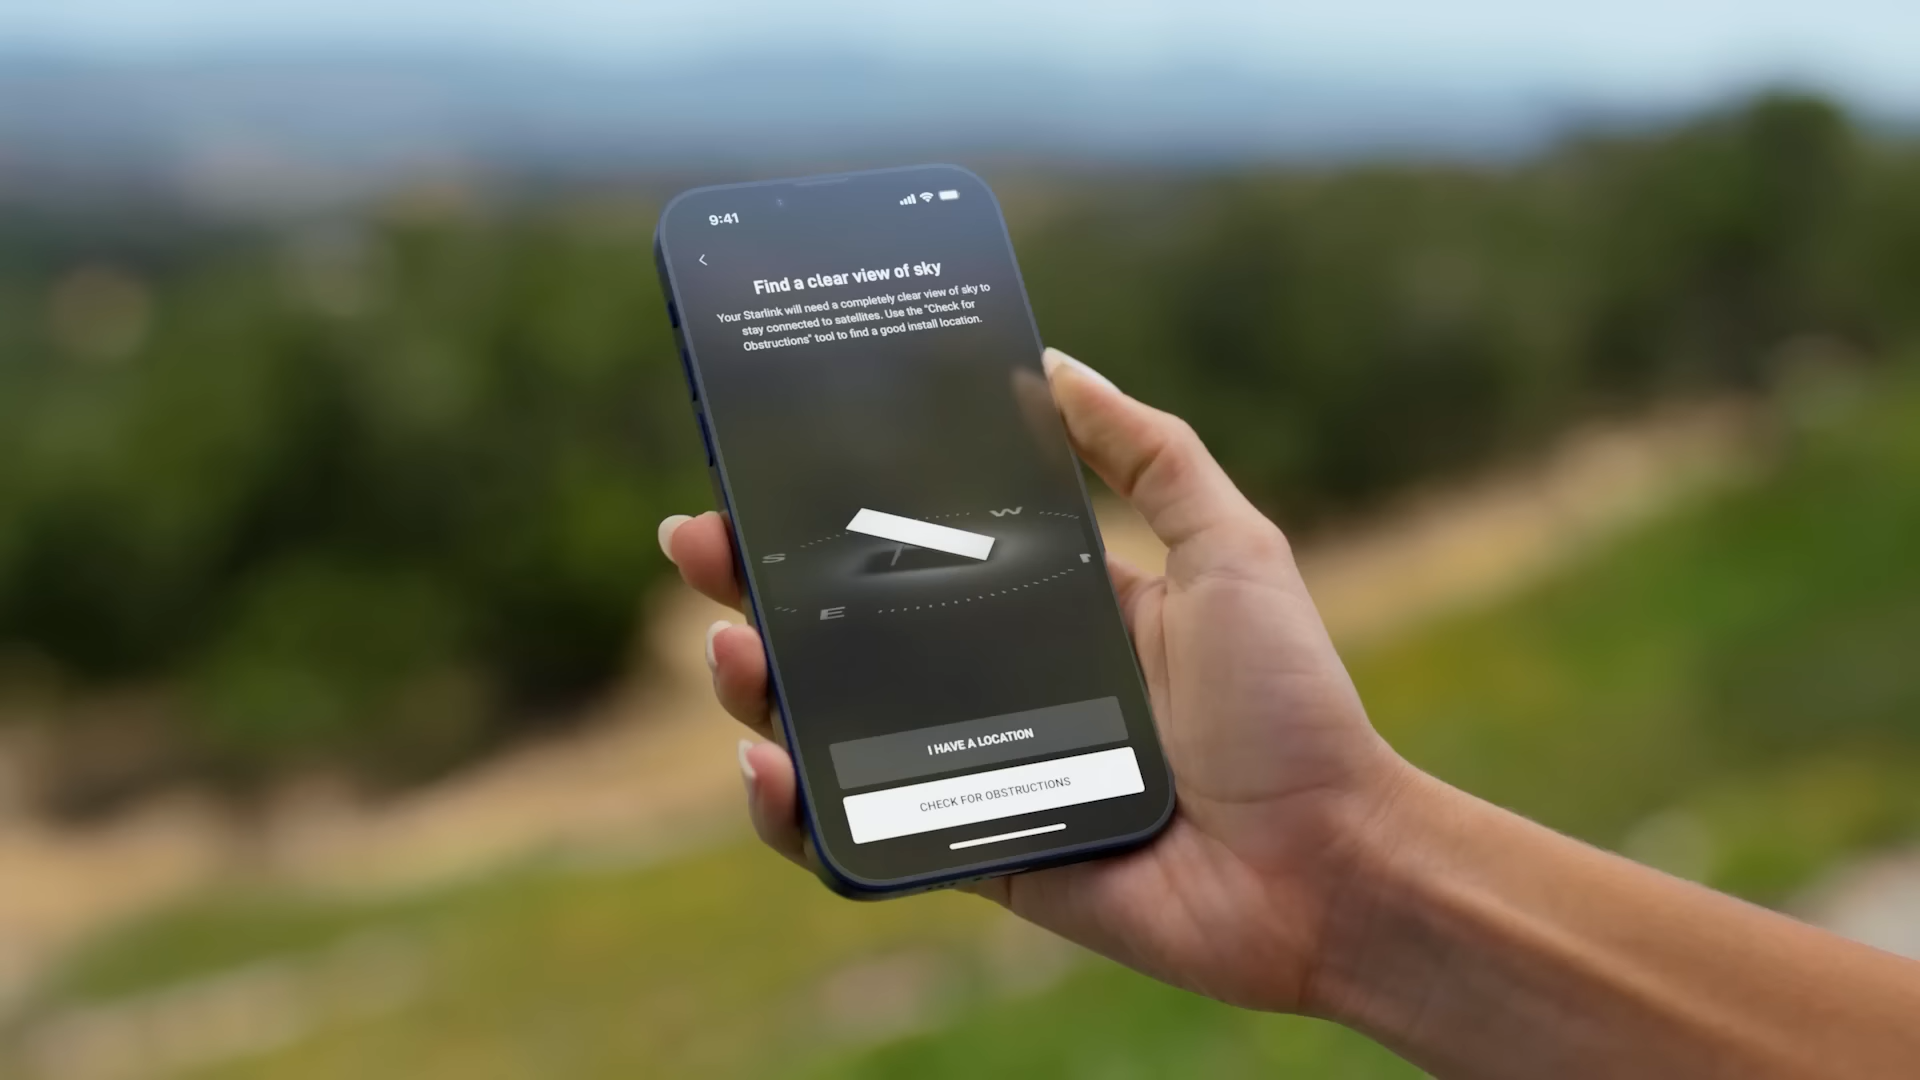 9:41
Find a clear view of sky
Your Starlink will need a completely clear view of sky to
stay connected to satellites. Use the "Check for
Obstructions" tool to find a good install location.
W
S
E
I HAVE A LOCATION
CHECK FOR OBSTRUCTIONS